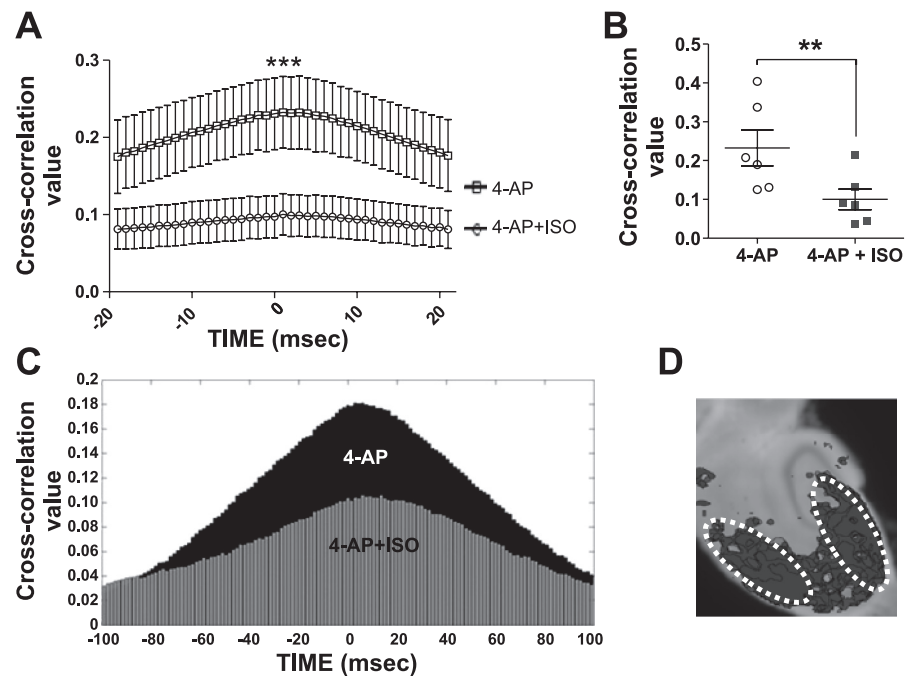 A
Cross-correlation
value
0.3
0.2
0.1
0.0
***
-20
-10
0
10
20
TIME (msec)
4-AP
4-AP+ISO
B
Cross-correlation
value
0.5
0.4
0.3
0.2
0.1
0.0
**
4-AP
4-AP + ISO
C
Cross-correlation
value
0.2
0.18
0.16
0.14
0.12
0.10
0.08
0.06
0.04
0.02
0
4-AP
4-AP+ISO
-100 -80 -60 -40 -20 0 20 40 60 80 100
TIME (msec)
D